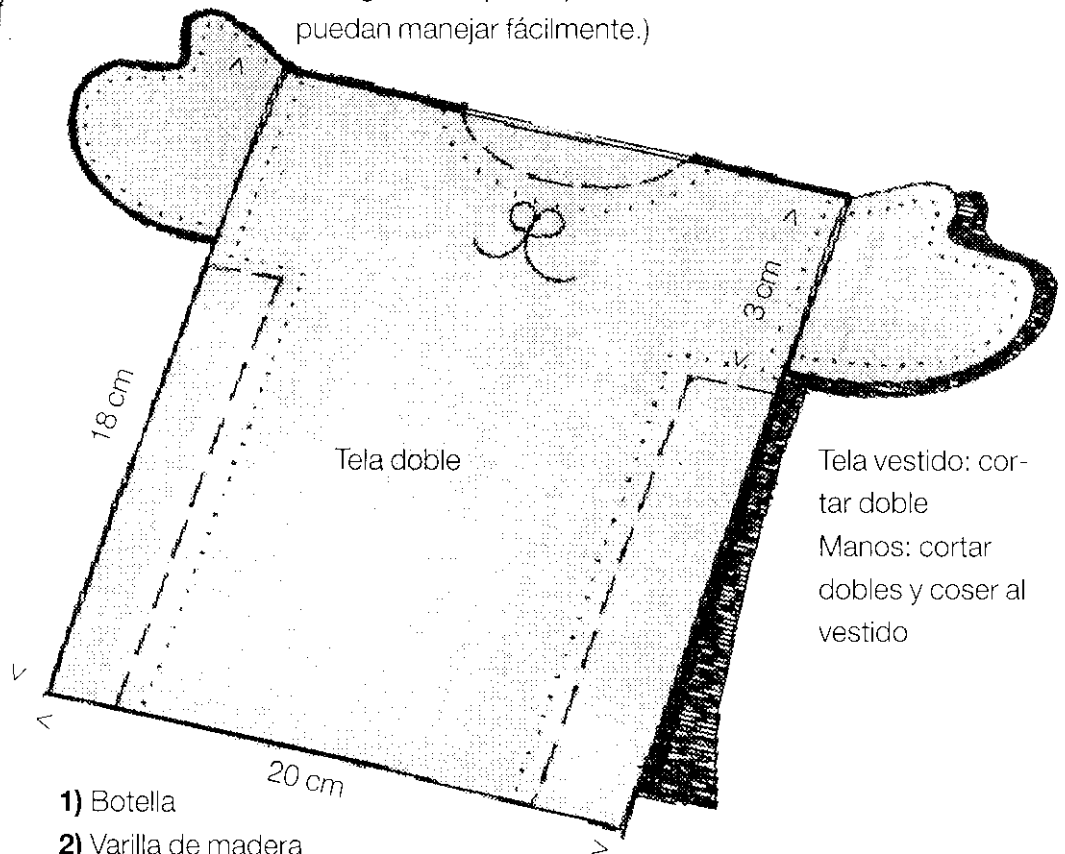 puedan manejar fácilmente.)
3 cm
18 cm
Tela doble
Tela vestido: cor-
tar doble
Manos: cortar
dobles y coser al
vestido
20 cm
1) Botella
2) Varilla de madera